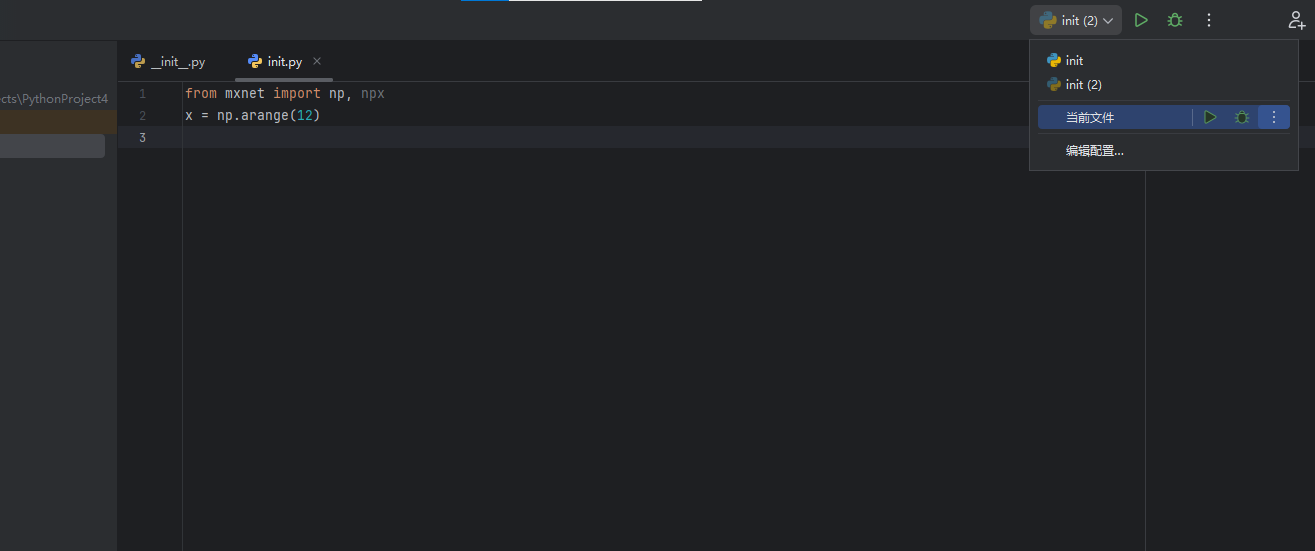 init (2)
__init__.py
init.py
init
init (2)
当前文件
编辑配置...
ects\PythonProject4
1 from mxnet import np, npx
2 x = np.arange(12)
3